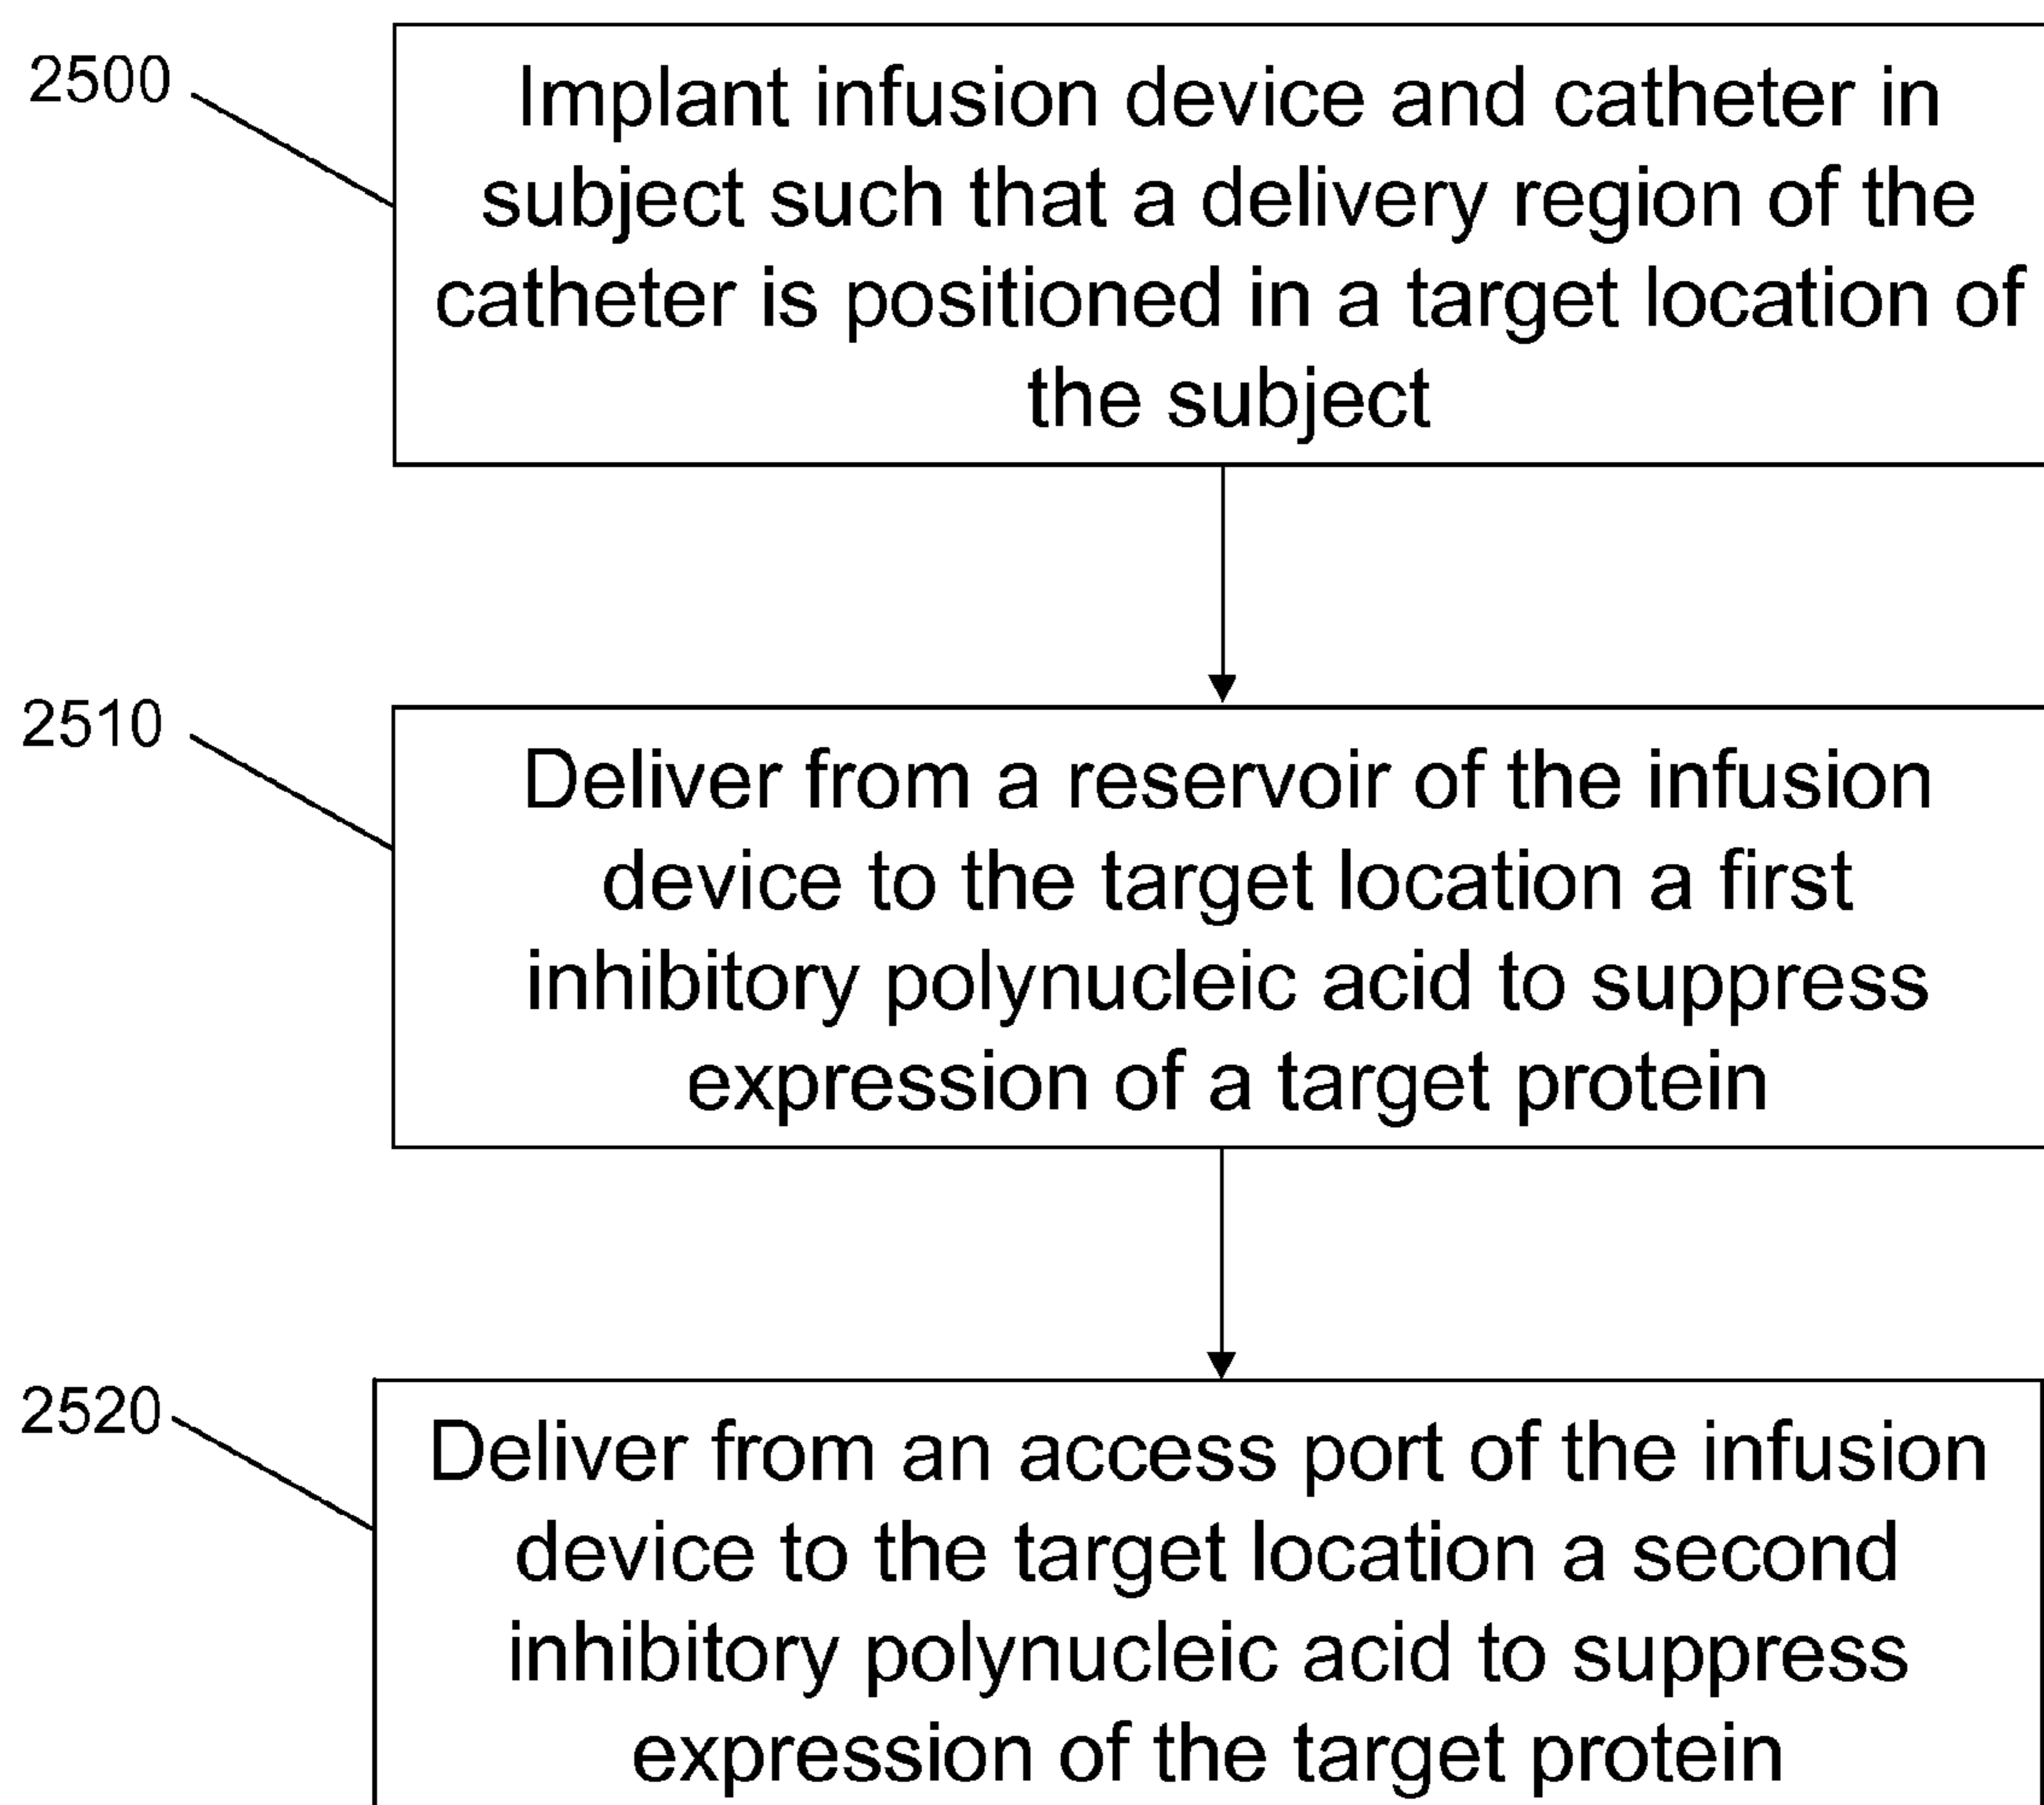 2500
Implant infusion device and catheter in
subject such that a delivery region of the
catheter is positioned in a target location of
the subject
2510
Deliver from a reservoir of the infusion
device to the target location a first
inhibitory polynucleic acid to suppress
expression of a target protein
2520
Deliver from an access port of the infusion
device to the target location a second
inhibitory polynucleic acid to suppress
expression of the target protein